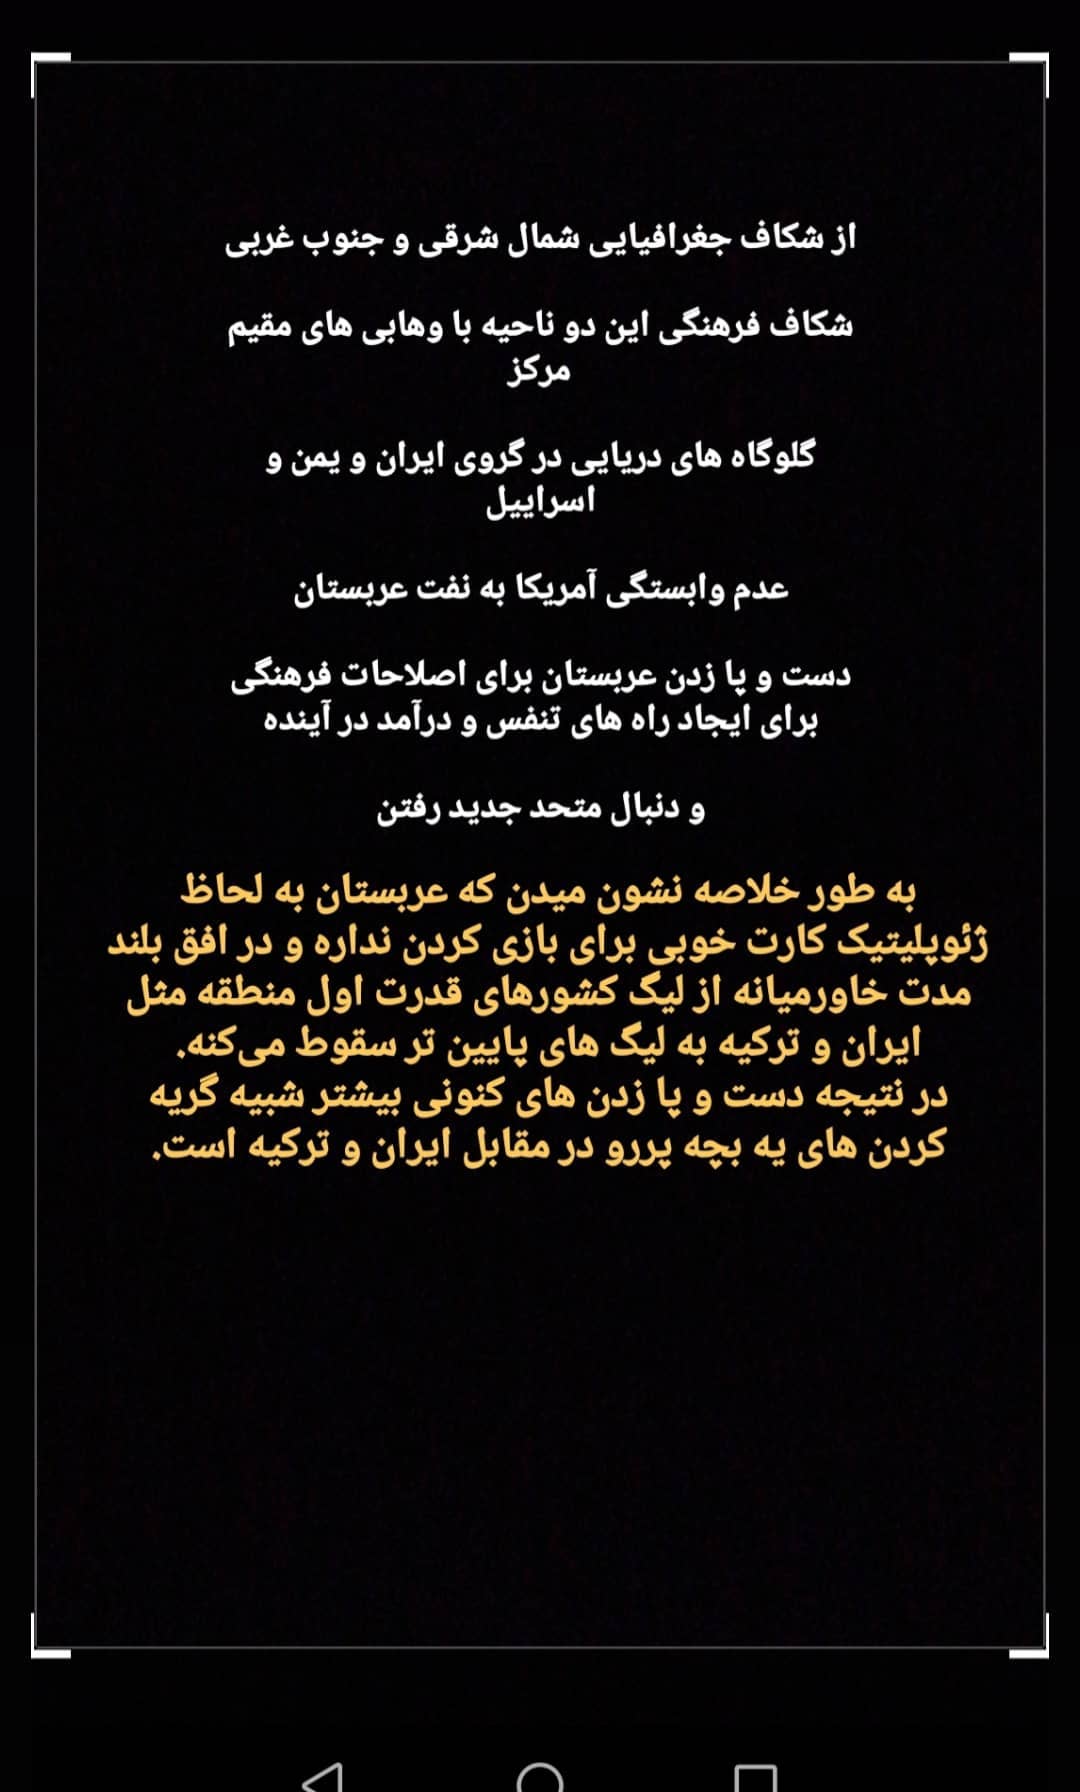 از شکاف جغرافیایی شمال شرقی و جنوب غربی
شکاف فرهنگی این دو ناحیه با وهابی های مقیم
مرکز
گلوگاه های دریایی در گروی ایران و یمن و
اسراییل
عدم وابستگی آمریکا به نفت عربستان
دست و پا زدن عربستان برای اصلاحات فرهنگی
برای ایجاد راه های تنفس و درآمد در آینده
و دنبال متحد جدید رفتن
به طور خلاصه نشون میدن که عربستان به لحاظ
ژئوپلیتیک کارت خوبی برای بازی کردن نداره و در افق بلند
مدت خاورمیانه از لیگ کشورهای قدرت اول منطقه مثل
ایران و ترکیه به لیگ های پایین تر سقوط می‌کنه.
در نتیجه دست و پا زدن های کنونی بیشتر شبیه گریه
کردن های یه بچه پررو در مقابل ایران و ترکیه است.